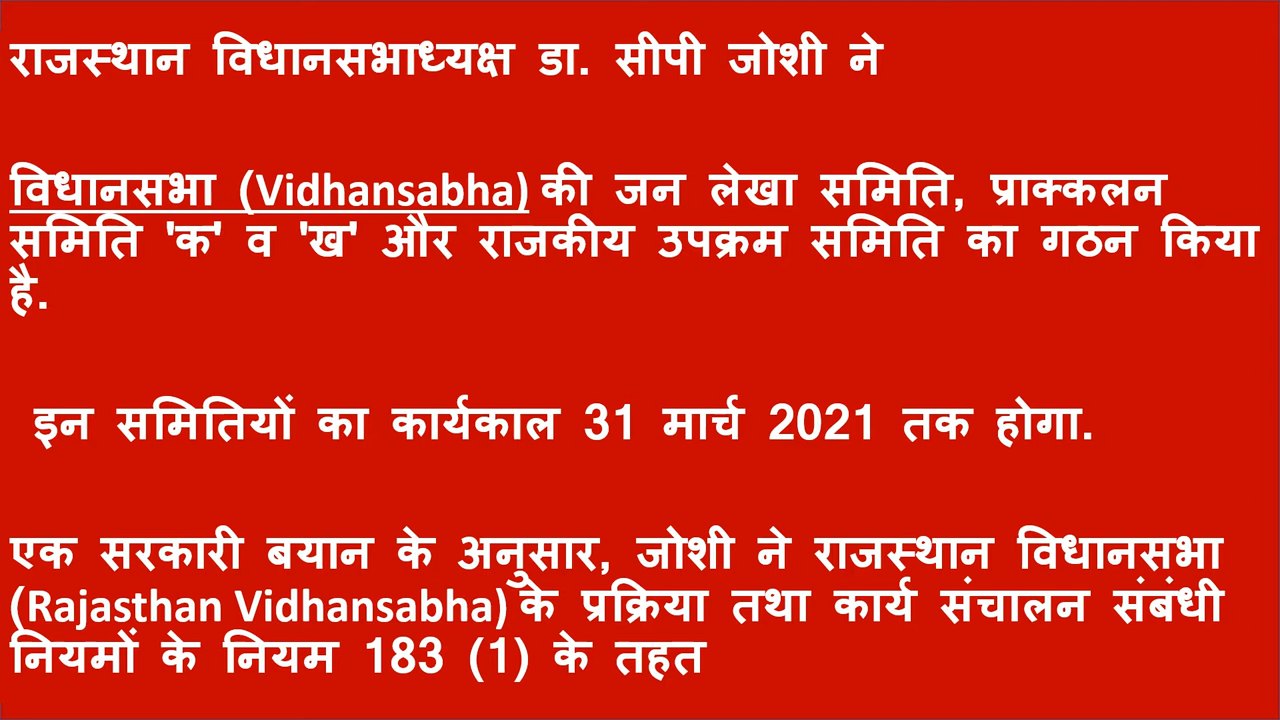 राजस्थान विधानसभाध्यक्ष डा. सीपी जोशी ने
विधानसभा (Vidhansabha) की जन लेखा समिति, प्राक्कलन
समिति 'क' व 'ख' और राजकीय उपक्रम समिति का गठन किया
है.
इन समितियों का कार्यकाल 31 मार्च 2021 तक होगा.
एक सरकारी बयान के अनुसार, जोशी ने राजस्थान विधानसभा
(Rajasthan Vidhansabha) के प्रक्रिया तथा कार्य संचालन संबंधी
नियमों के नियम 183 (1) के तहत